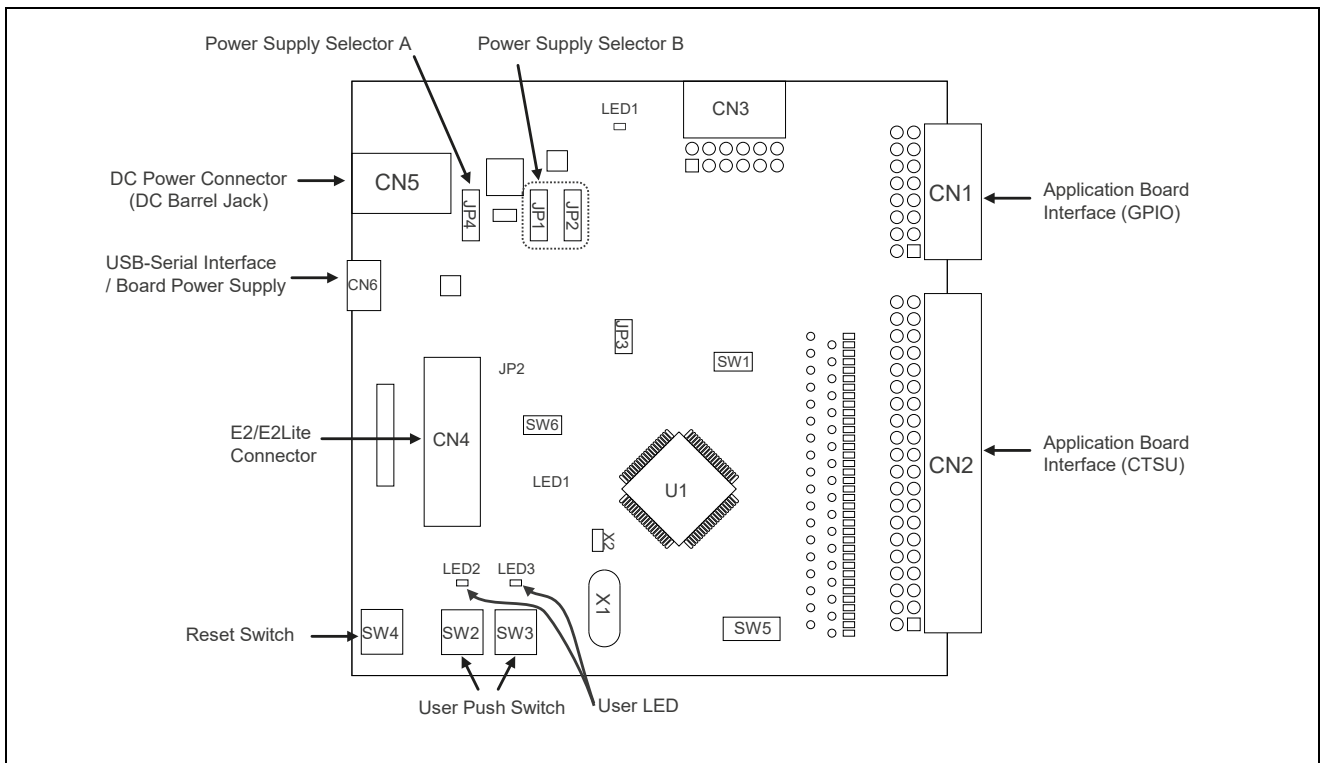 Power Supply Selector A
Power Supply Selector B
LED1
CN3
DC Power Connector
(DC Barrel Jack)
CN5
JP4
JP1
JP2
CN1
Application Board
Interface (GPIO)
USB-Serial Interface
/ Board Power Supply
CN6
JP3
SW1
JP2
E2/E2Lite
Connector
CN4
SW6
LED1
U1
CN2
Application Board
Interface (CTSU)
X2
LED2
LED3
X1
Reset Switch
SW4
SW2
SW3
SW5
User Push Switch
User LED